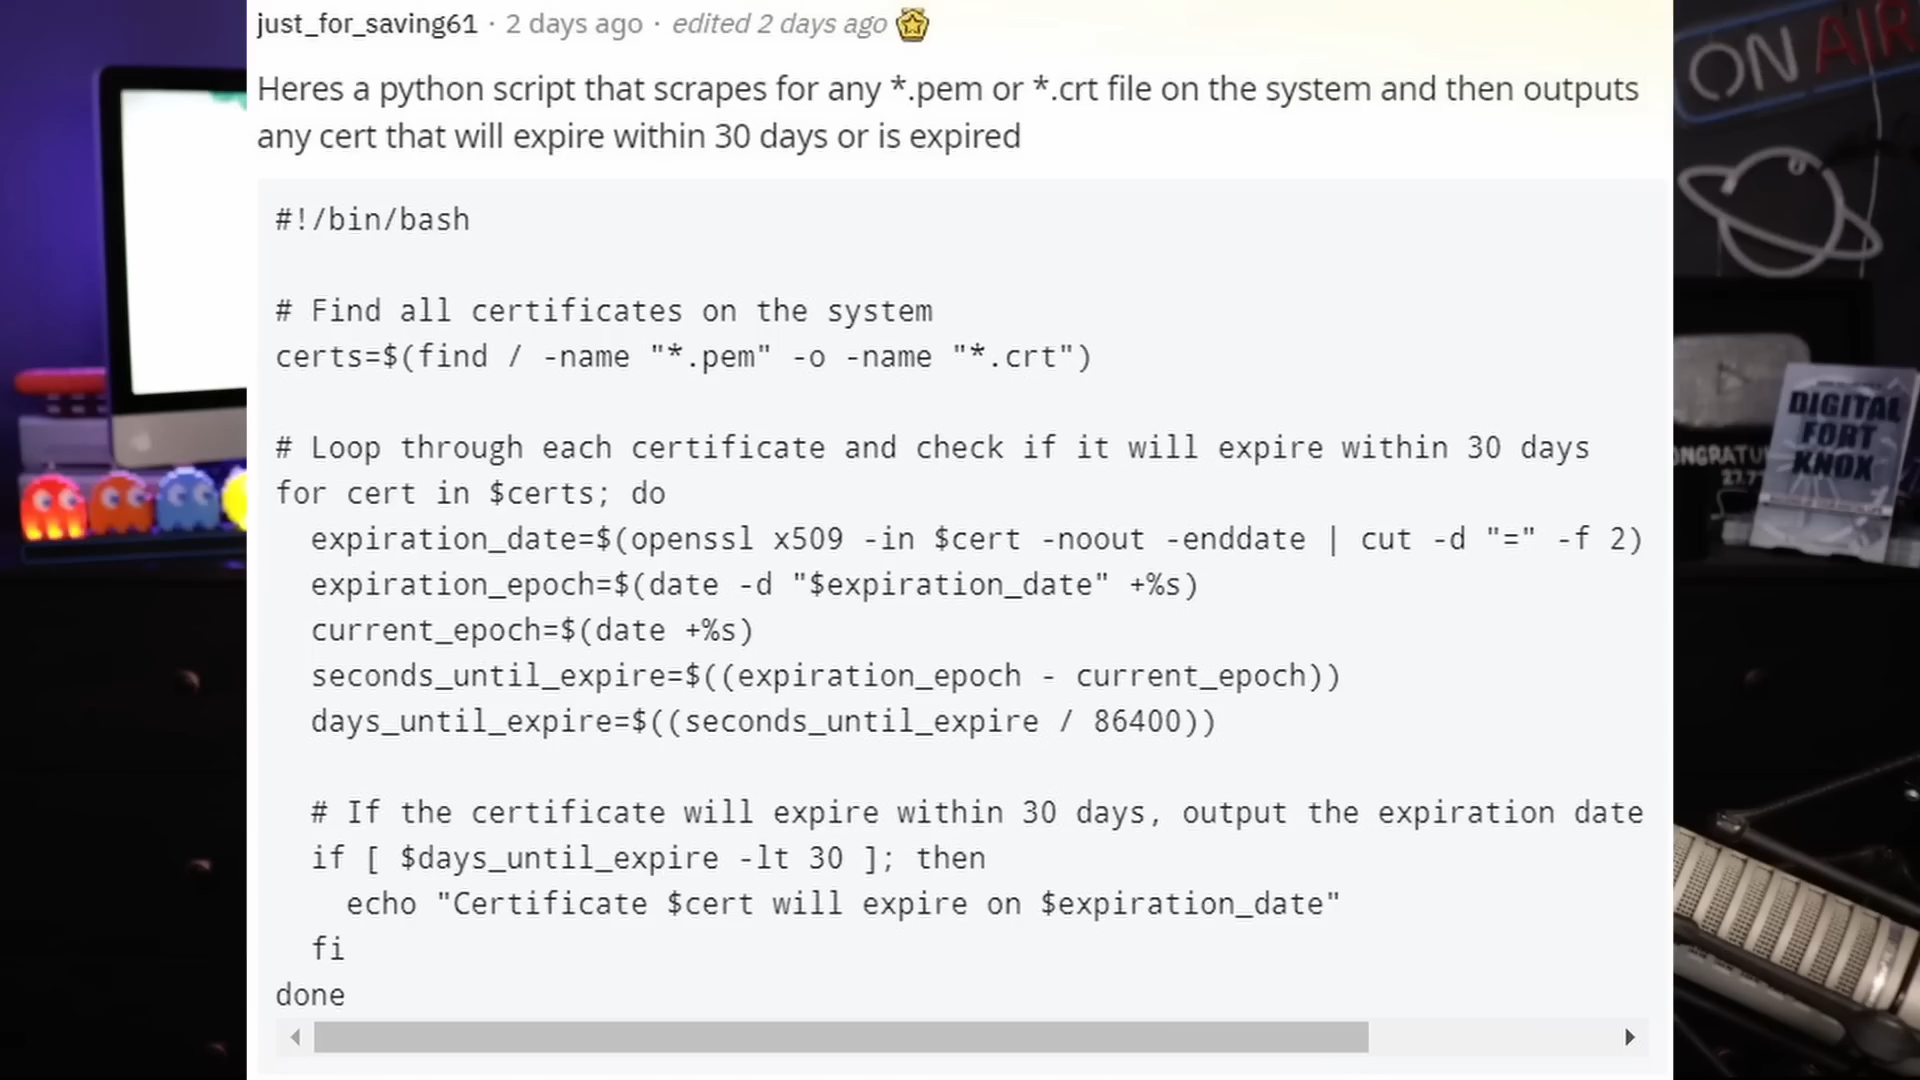 just_for_saving61 · 2 days ago · edited 2 days ago
ON AIR
Heres a python script that scrapes for any *.pem or *.crt file on the system and then outputs
any cert that will expire within 30 days or is expired
#!/bin/bash
# Find all certificates on the system
certs=$(find / -name "*.pem" -o -name "*.crt")
# Loop through each certificate and check if it will expire within 30 days
for cert in $certs; do
expiration_date=$(openssl x509 -in $cert -noout -enddate | cut -d "=" -f 2)
expiration_epoch=$(date -d "$expiration_date" +%s)
current_epoch=$(date +%s)
seconds_until_expire=$((expiration_epoch - current_epoch))
days_until_expire=$((seconds_until_expire / 86400))
# If the certificate will expire within 30 days, output the expiration date
if [ $days_until_expire -lt 30 ]; then
echo "Certificate $cert will expire on $expiration_date"
fi
done
DIGITAL
FORT
KNOX